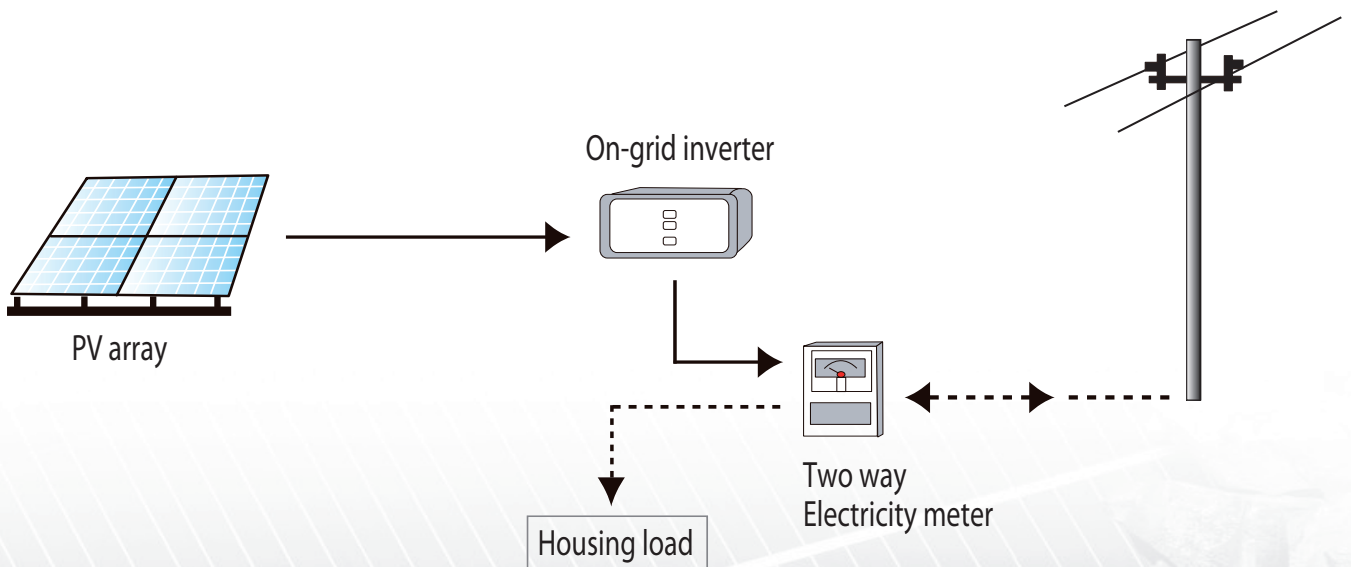 On-grid inverter
PV array
Two way
Electricity meter
Housing load